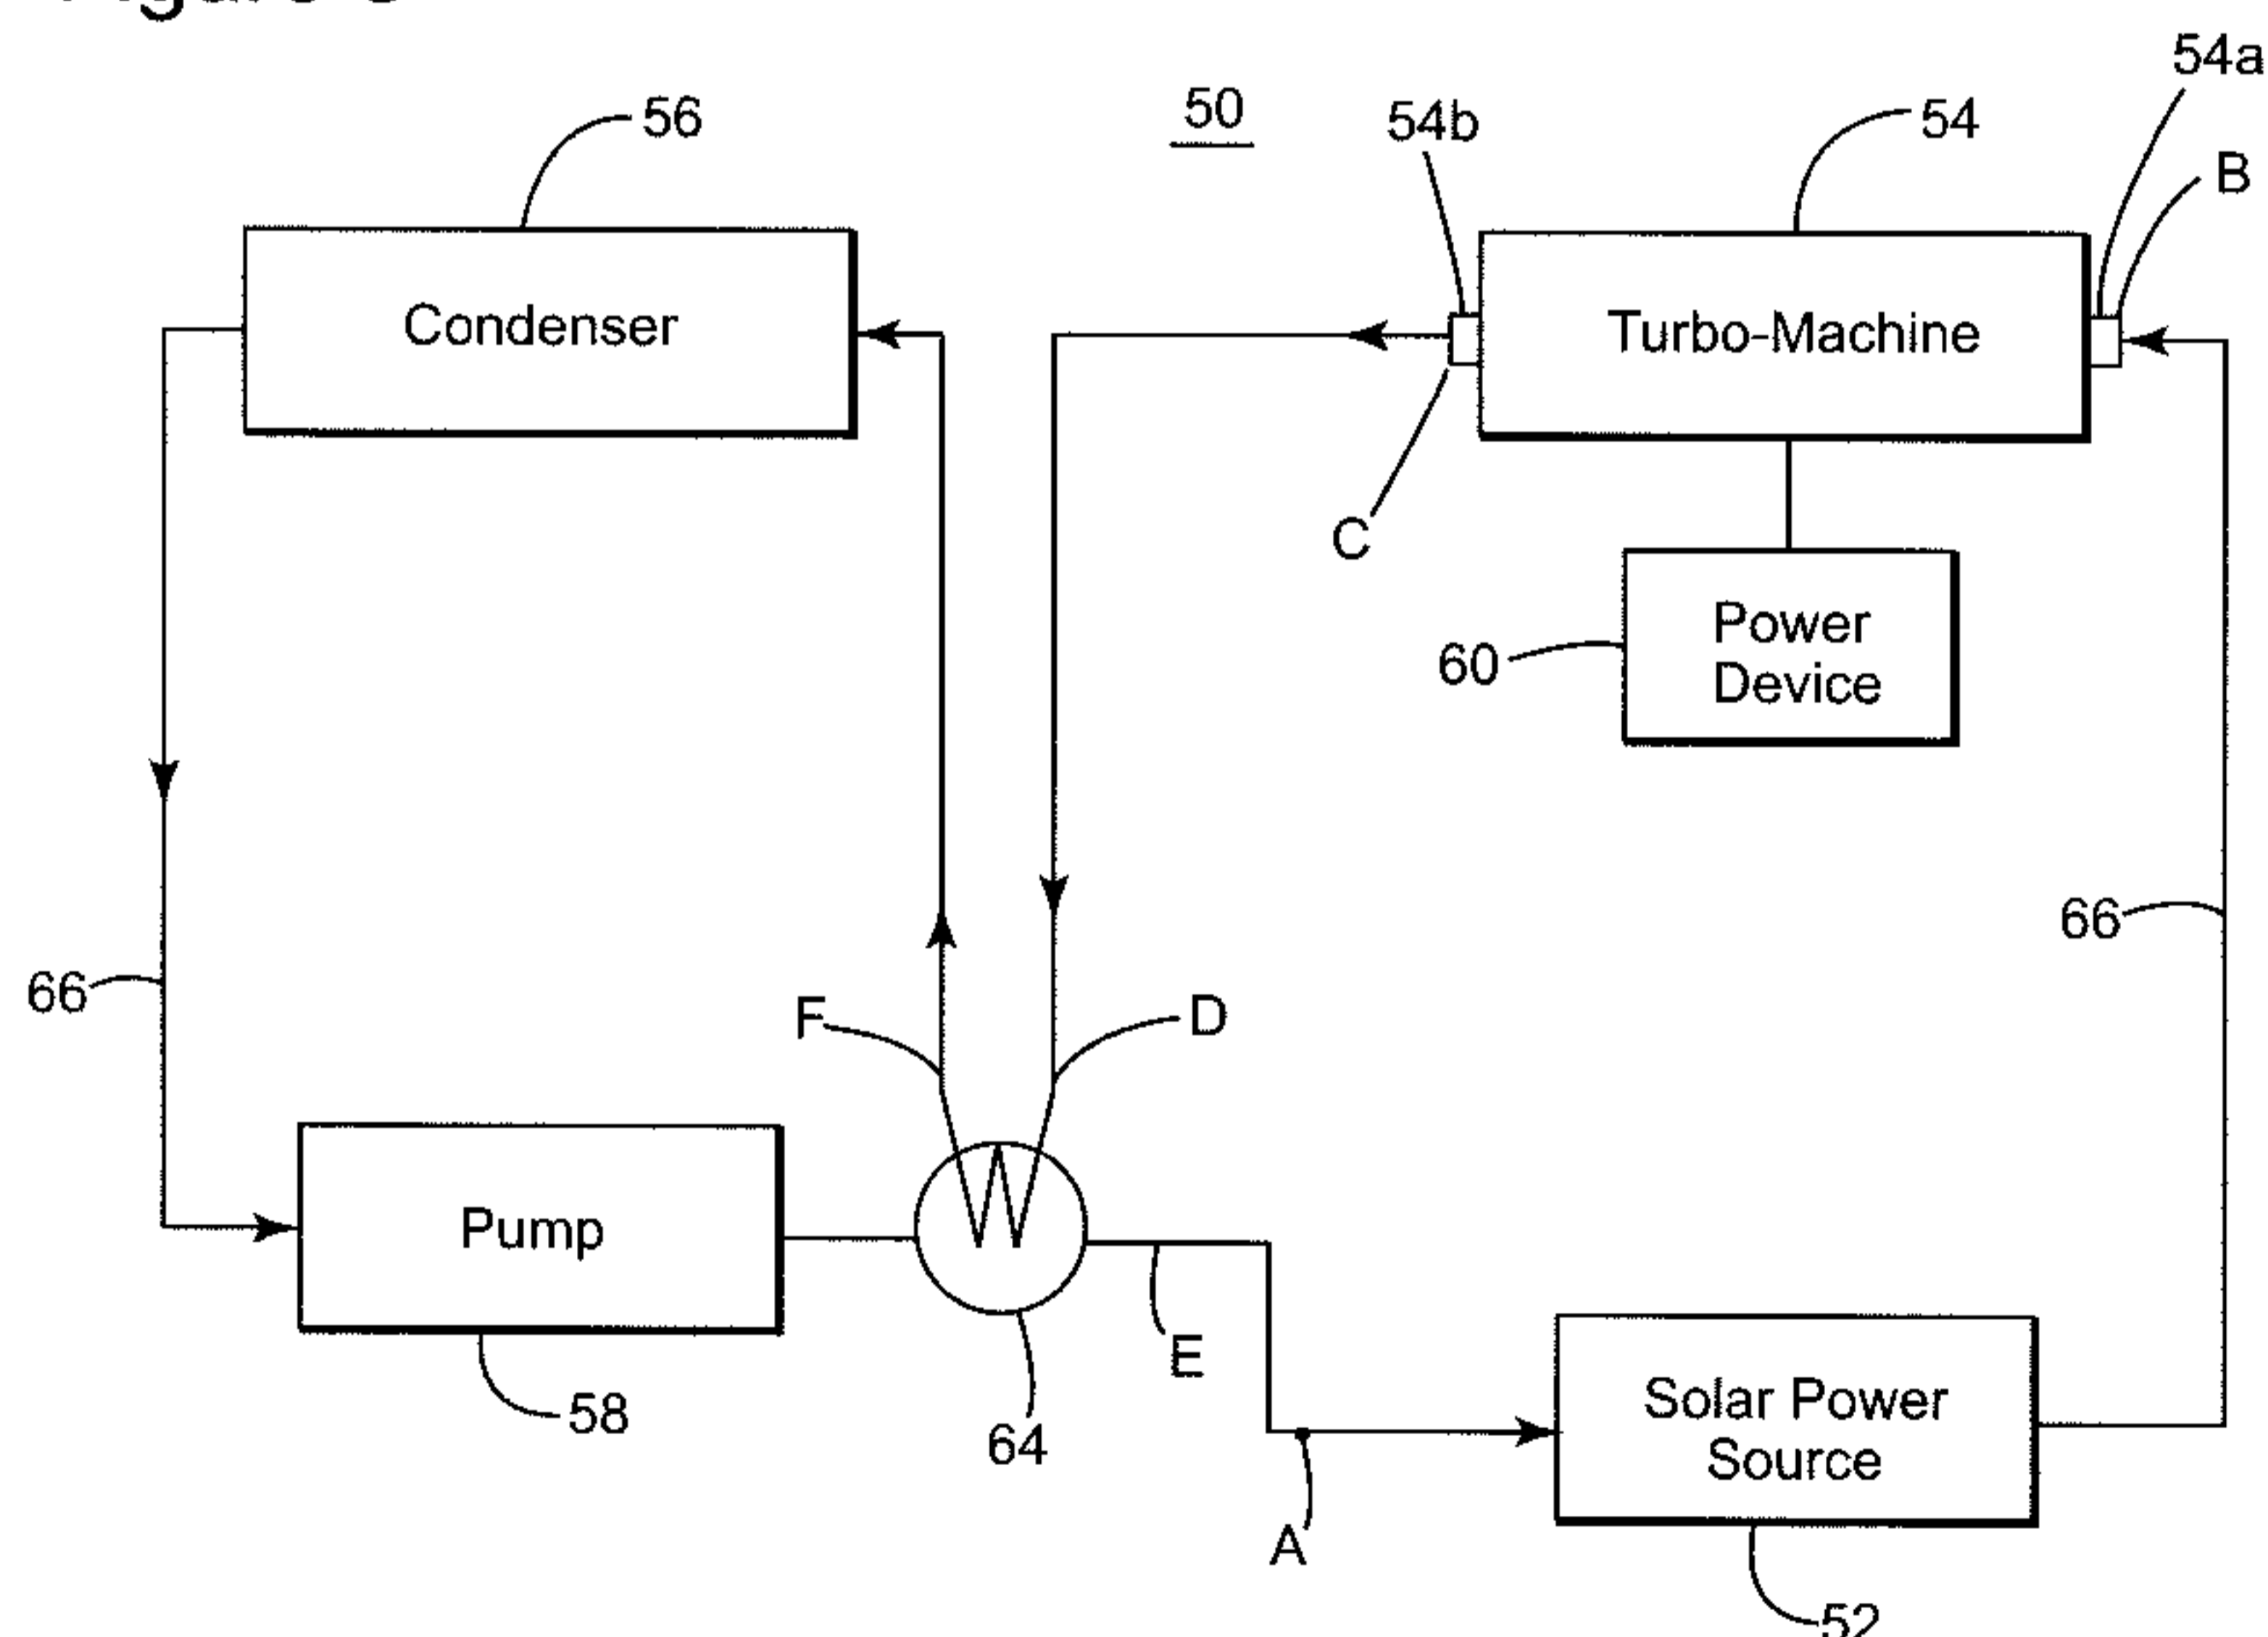 54a
56
50
54b
54
B
Condenser
Turbo-Machine
C
60
Power
Device
66
66
F
D
Pump
E
58
64
Solar Power
Source
A
52